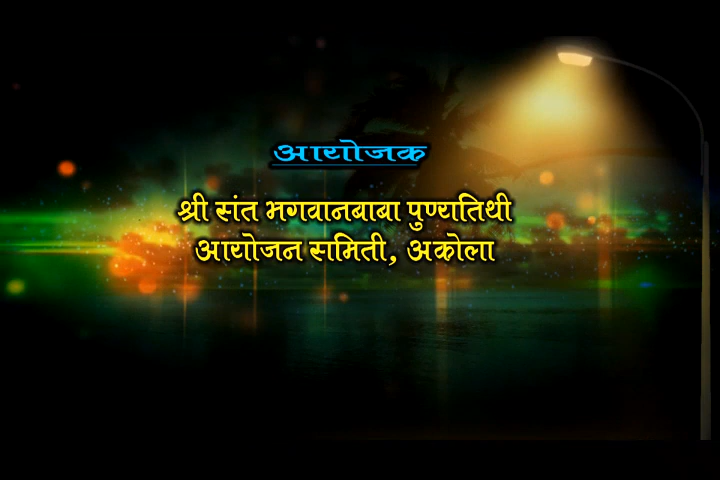 आयोजक
श्री संत भगवानबाबा पुण्यतिथी
आयोजन समिती, अकोला